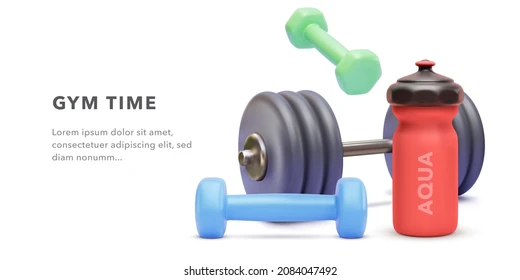 GYM TIME
Lorem ipsum dolor sit amet,
consectetuer adipiscing elit, sed
diam nonumm...
AQUA
shutterstock.com · 2084047492